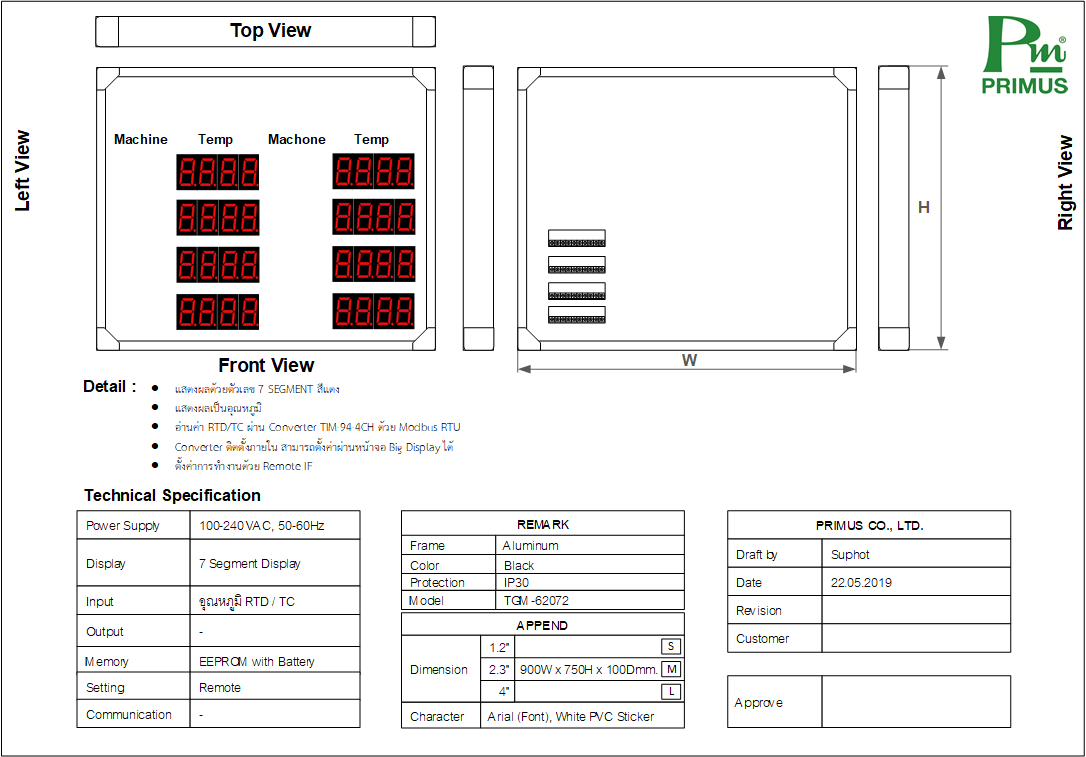 Top View
Pm®
PRIMUS
Left View
Machine Temp Machone Temp
8.8.8.8. 8.8.8.8.
8.8.8.8. 8.8.8.8.
8.8.8.8. 8.8.8.8.
8.8.8.8. 8.8.8.8.
H
Right View
W
Front View
Detail :
● แสดงผลด้วยตัวเลข 7 SEGMENT สีแดง
● แสดงผลเป็นอุณหภูมิ
● อ่านค่า RTD/TC ผ่าน Converter TIM-94-4CH ด้วย Modbus RTU
● Converter ติดตั้งภายใน สามารถตั้งค่าผ่านหน้าจอ Big Display ได้
● ตั้งค่าการทำงานด้วย Remote IF
Technical Specification
Power Supply 100-240 VAC, 50-60Hz
Display 7 Segment Display
Input อุณหภูมิ RTD / TC
Output -
Memory EEPROM with Battery
Setting Remote
Communication -
REMARK
Frame Aluminum
Color Black
Protection IP30
Model TGM-62072
APPEND
Dimension
1.2" S
2.3" 900W x 750H x 100Dmm. M
4" L
Character Arial (Font), White PVC Sticker
PRIMUS CO., LTD.
Draft by Suphot
Date 22.05.2019
Revision
Customer
Approve